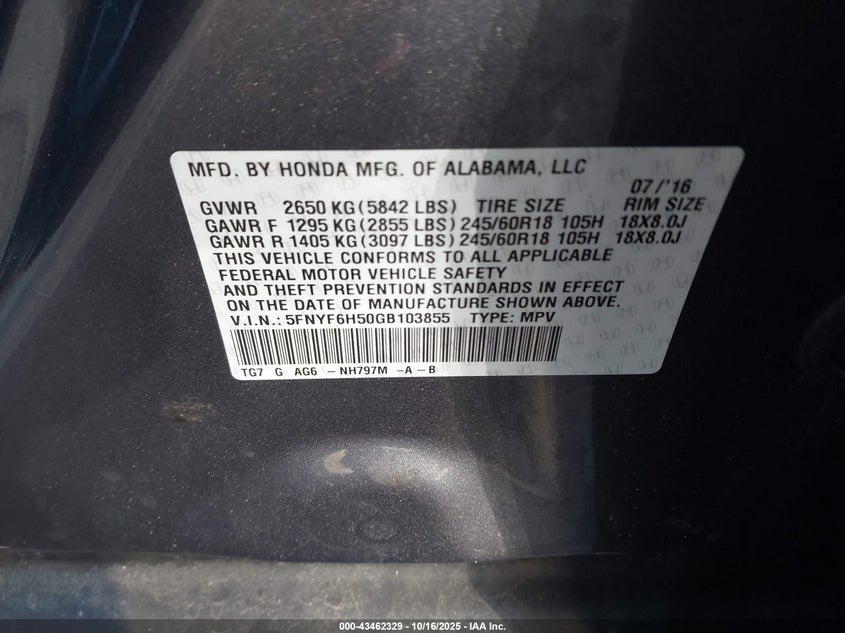 MFD. BY HONDA MFG. OF ALABAMA, LLC
07/'16
GVWR 2650 KG(5842 LBS) TIRE SIZE RIM SIZE
GAWR F 1295 KG(2855 LBS) 245/60R18 105H 18X8.0J
GAWR R 1405 KG(3097 LBS) 245/60R18 105H 18X8.0J
THIS VEHICLE CONFORMS TO ALL APPLICABLE
FEDERAL MOTOR VEHICLE SAFETY
AND THEFT PREVENTION STANDARDS IN EFFECT
ON THE DATE OF MANUFACTURE SHOWN ABOVE.
V.I.N.: 5FNYF6H50GB103855 TYPE: MPV
TG7 G AG6 -NH797M -A-B
000-43462329 - 10/16/2025 - IAA Inc.